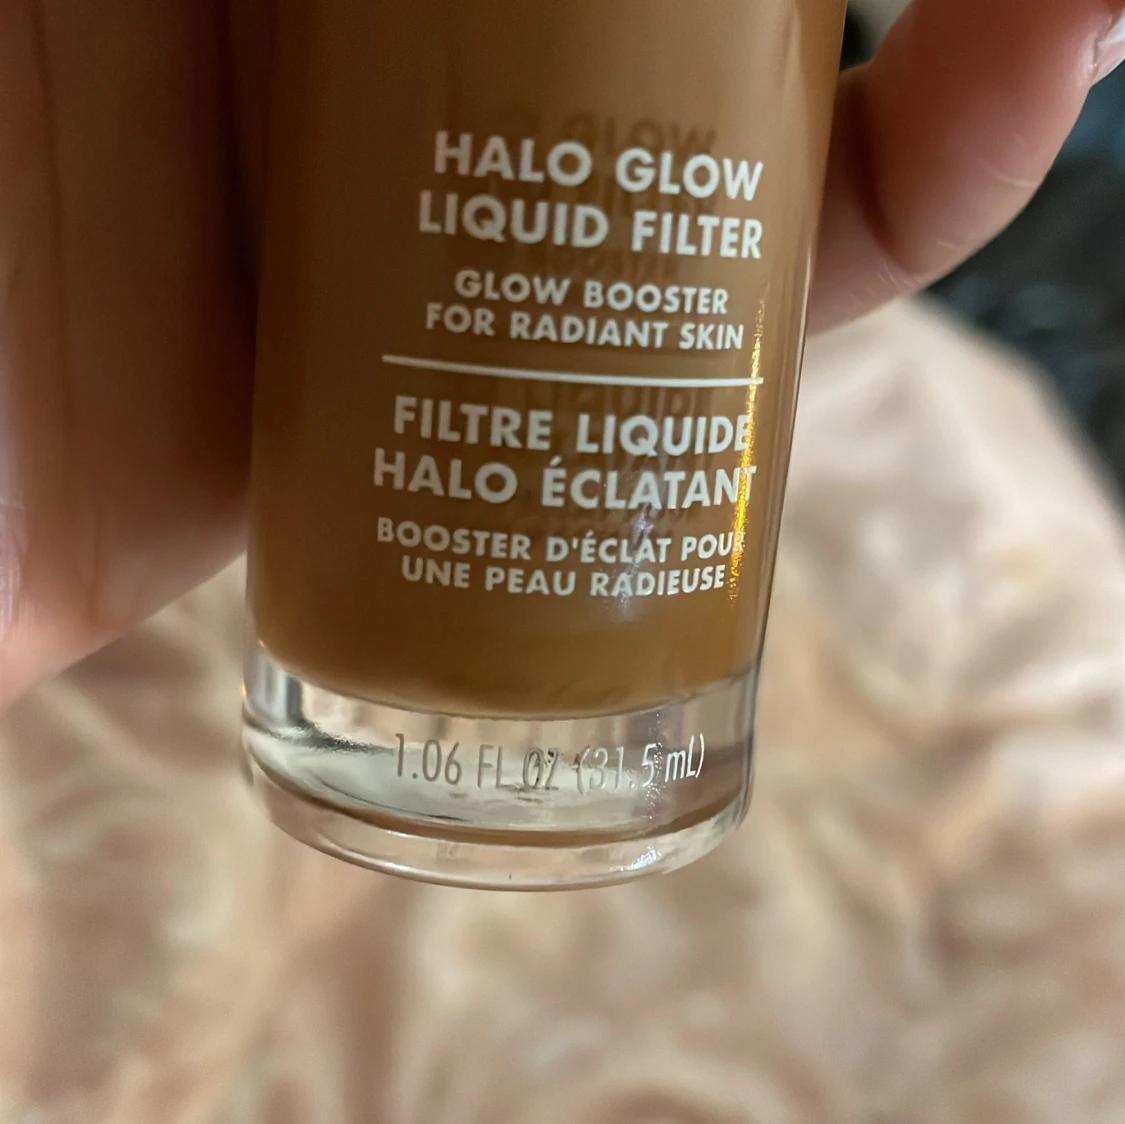 HALO GLOW
LIQUID FILTER
GLOW BOOSTER
FOR RADIANT SKIN
FILTRE LIQUIDE
HALO ÉCLATANT
BOOSTER D'ÉCLAT POUR
UNE PEAU RADIEUSE
1.06 FL OZ (31.5 mL)